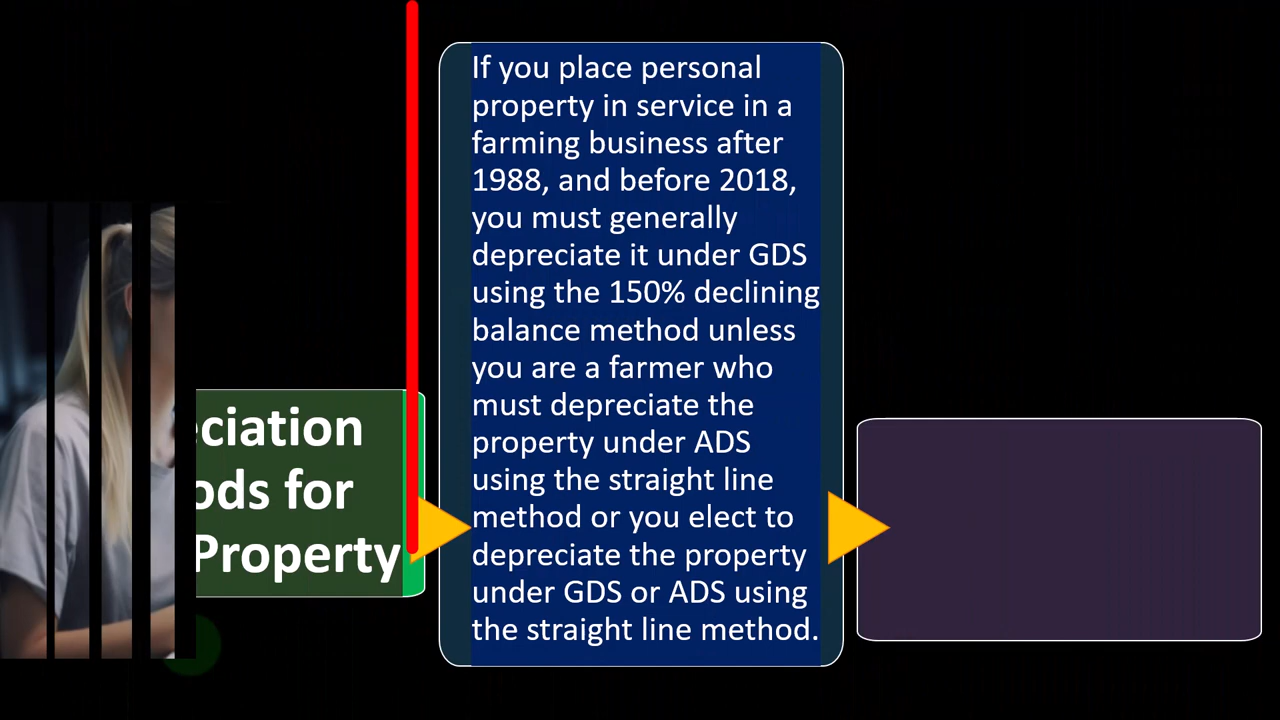 eciation
ods for
Property
If you place personal
property in service in a
farming business after
1988, and before 2018,
you must generally
depreciate it under GDS
using the 150% declining
balance method unless
you are a farmer who
must depreciate the
property under ADS
using the straight line
method or you elect to
depreciate the property
under GDS or ADS using
the straight line method.